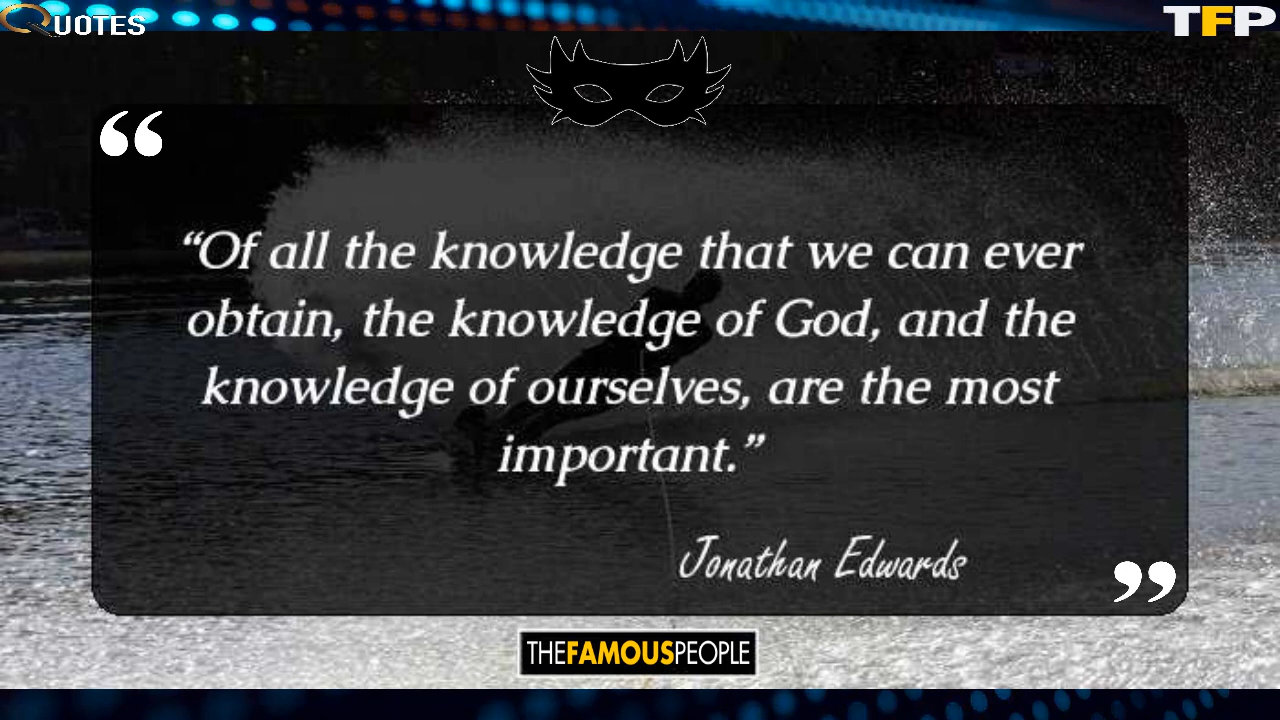 QUOTES
TFP
“
“Of all the knowledge that we can ever
obtain, the knowledge of God, and the
knowledge of ourselves, are the most
important.”
Jonathan Edwards
”
THEFAMOUSPEOPLE